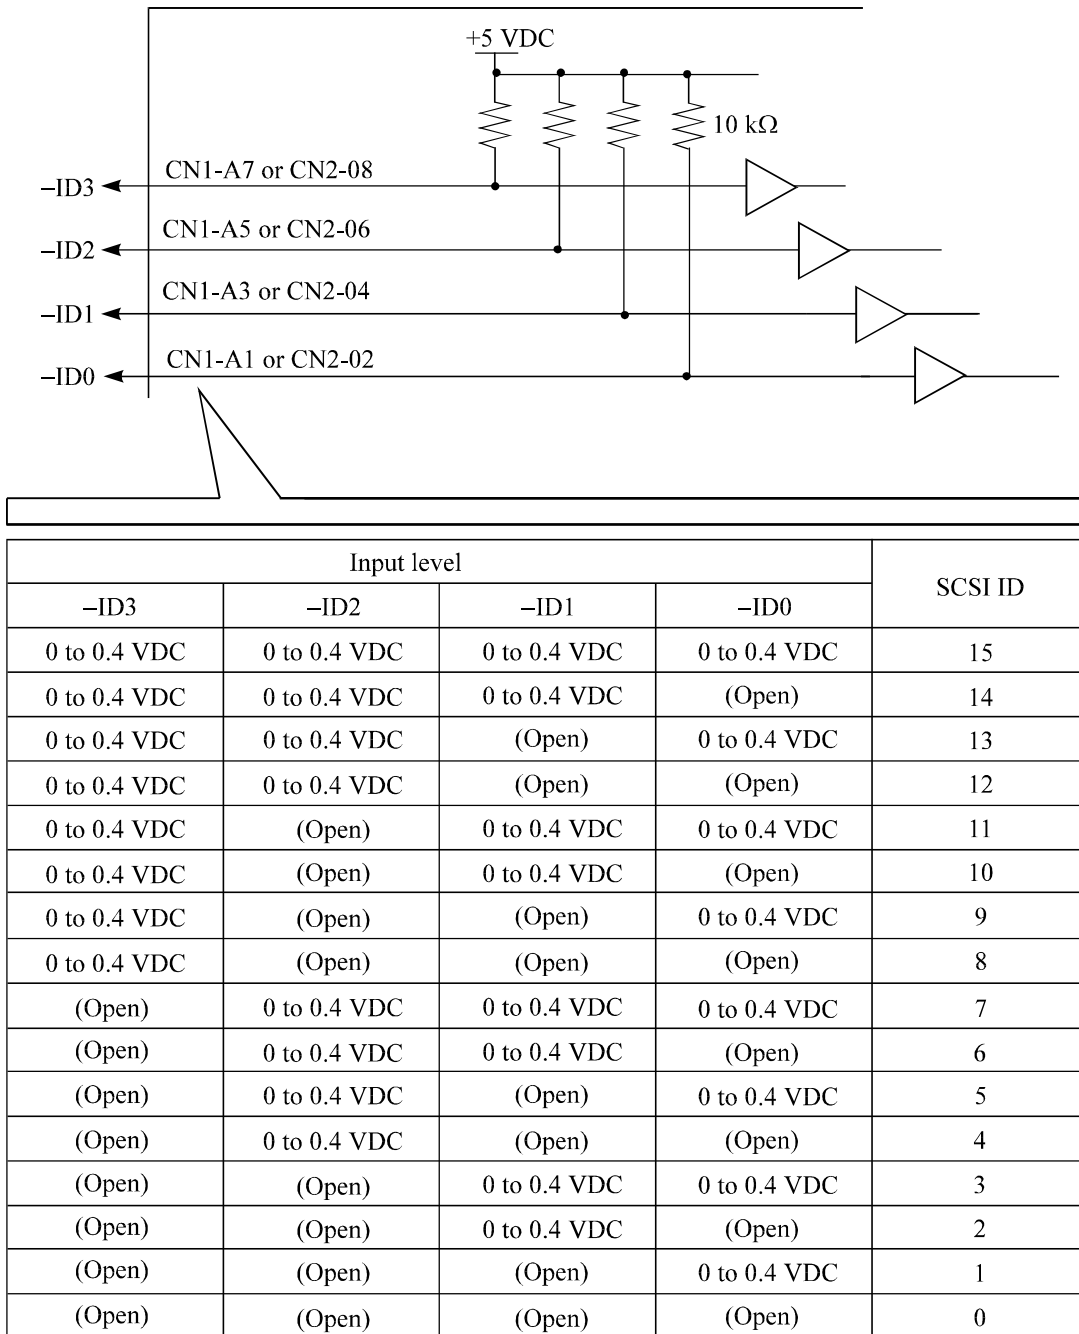 +5 VDC
10 kΩ
CN1-A7 or CN2-08
–ID3
CN1-A5 or CN2-06
–ID2
CN1-A3 or CN2-04
–ID1
CN1-A1 or CN2-02
–ID0
Input level SCSI ID
–ID3 –ID2 –ID1 –ID0
0 to 0.4 VDC 0 to 0.4 VDC 0 to 0.4 VDC 0 to 0.4 VDC 15
0 to 0.4 VDC 0 to 0.4 VDC 0 to 0.4 VDC (Open) 14
0 to 0.4 VDC 0 to 0.4 VDC (Open) 0 to 0.4 VDC 13
0 to 0.4 VDC 0 to 0.4 VDC (Open) (Open) 12
0 to 0.4 VDC (Open) 0 to 0.4 VDC 0 to 0.4 VDC 11
0 to 0.4 VDC (Open) 0 to 0.4 VDC (Open) 10
0 to 0.4 VDC (Open) (Open) 0 to 0.4 VDC 9
0 to 0.4 VDC (Open) (Open) (Open) 8
(Open) 0 to 0.4 VDC 0 to 0.4 VDC 0 to 0.4 VDC 7
(Open) 0 to 0.4 VDC 0 to 0.4 VDC (Open) 6
(Open) 0 to 0.4 VDC (Open) 0 to 0.4 VDC 5
(Open) 0 to 0.4 VDC (Open) (Open) 4
(Open) (Open) 0 to 0.4 VDC 0 to 0.4 VDC 3
(Open) (Open) 0 to 0.4 VDC (Open) 2
(Open) (Open) (Open) 0 to 0.4 VDC 1
(Open) (Open) (Open) (Open) 0